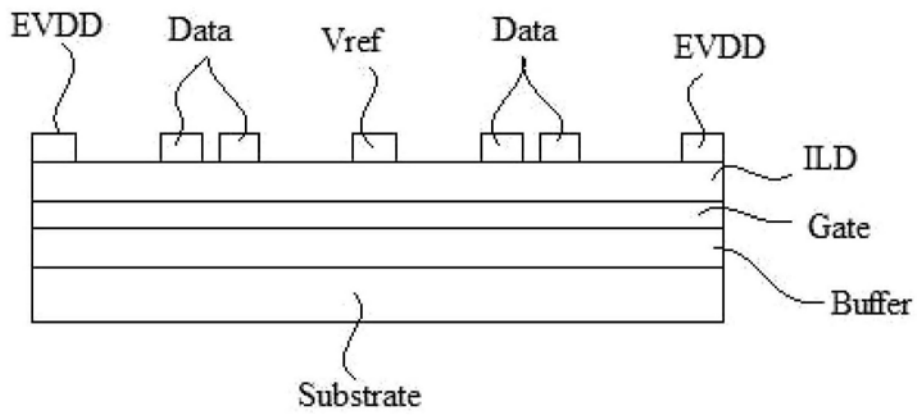 EVDD
Data
Vref
Data
EVDD
ILD
Gate
Buffer
Substrate